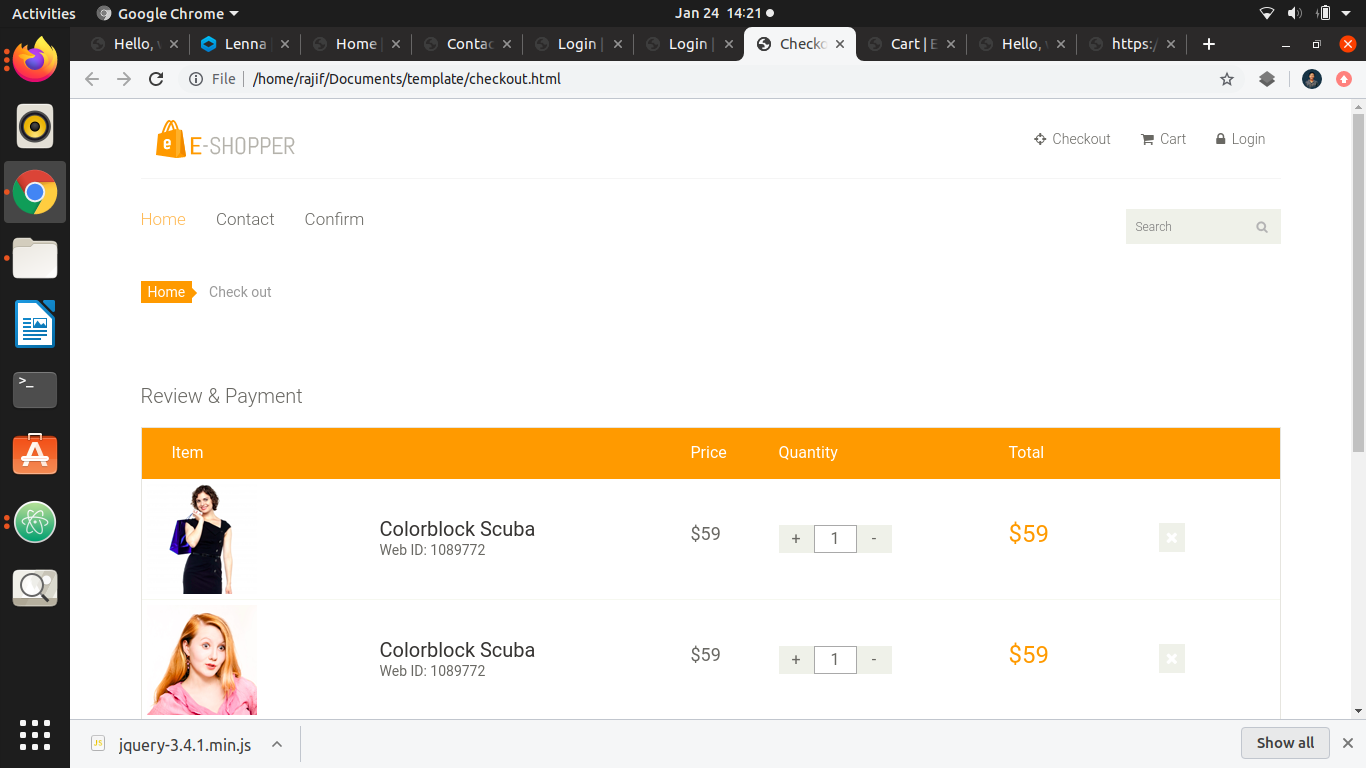 Activities Google Chrome Jan 24 14:21
Hello, Lenna Home Conta Login Login Checko Cart | E Hello, https:/
File /home/rajif/Documents/template/checkout.html
E-SHOPPER
Checkout Cart Login
Home Contact Confirm
Search
Home Check out
Review & Payment
Item Price Quantity Total
Colorblock Scuba
Web ID: 1089772
$59 + 1 - $59
Colorblock Scuba
Web ID: 1089772
$59 + 1 - $59
jquery-3.4.1.min.js
Show all